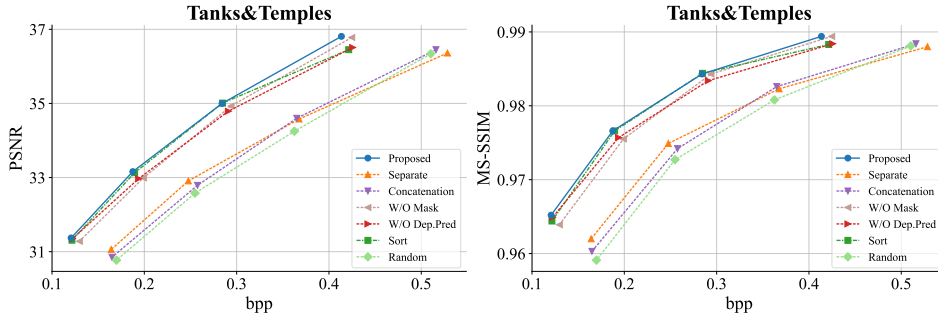 Tanks&Temples
PSNR
37
35
33
31
0.1 0.2 0.3 0.4 0.5
bpp
Proposed
Separate
Concatenation
W/O Mask
W/O Dep.Pred
Sort
Random
Tanks&Temples
MS-SSIM
0.99
0.98
0.97
0.96
0.1 0.2 0.3 0.4 0.5
bpp
Proposed
Separate
Concatenation
W/O Mask
W/O Dep.Pred
Sort
Random